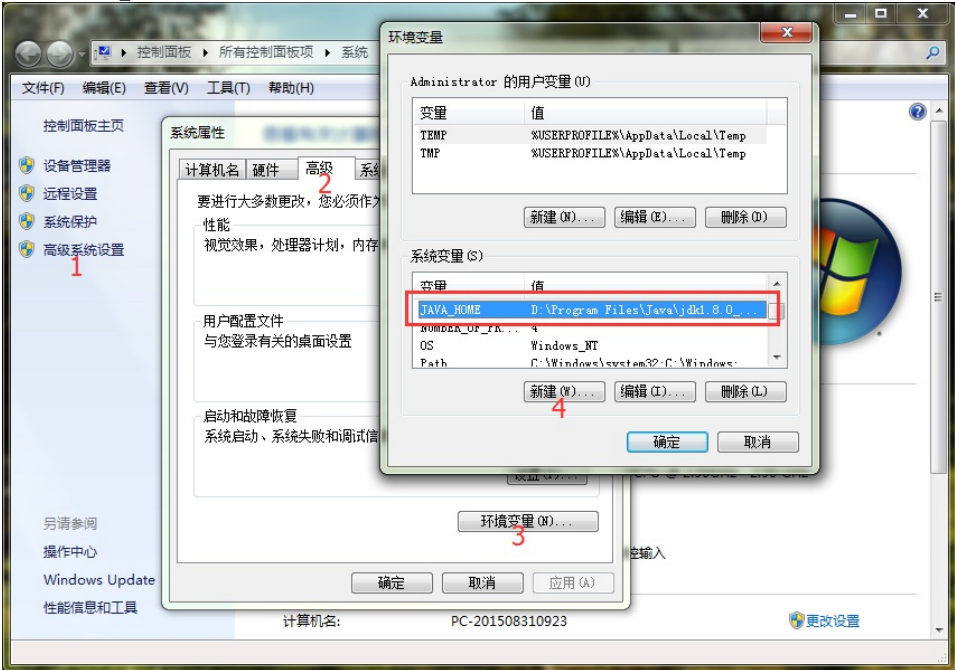 控制面板 ▸ 所有控制面板项 ▸ 系统
文件(F) 编辑(E) 查看(V) 工具(T) 帮助(H)
控制面板主页
设备管理器
远程设置
系统保护
高级系统设置
1
另请参阅
操作中心
Windows Update
性能信息和工具
系统属性
计算机名 硬件 高级
2
要进行大多数更改，您必须作
性能
视觉效果，处理器计划，内存
用户配置文件
与您登录有关的桌面设置
启动和故障恢复
系统启动、系统失败和调试信
环境变量(N)...
3
确定 取消 应用(A)
环境变量
Administrator 的用户变量(U)
变量 值
TEMP %USERPROFILE%\AppData\Local\Temp
TMP %USERPROFILE%\AppData\Local\Temp
新建(N)... 编辑(E)... 删除(D)
系统变量(S)
变量 值
JAVA_HOME D:\Program Files\Java\jdk1.8.0_...
NUMBER_OF_PR... 4
OS Windows_NT
Path C:\Windows\system32;C:\Windows;
新建(W)... 编辑(I)... 删除(L)
4
确定 取消
控输入
计算机名: PC-201508310923
更改设置